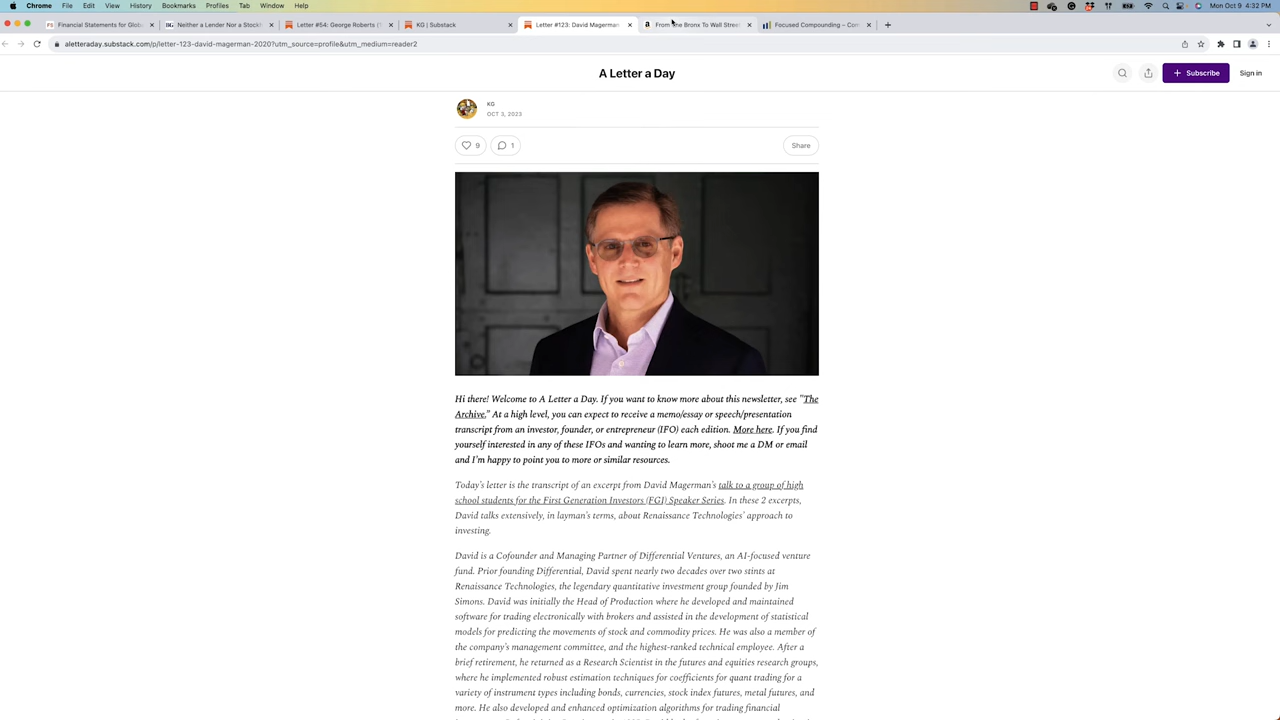 Chrome File Edit View History Bookmarks Profiles Tab Window Help Mon Oct 9 4:32 PM
Financial Statements for Glob Neither a Lender Nor a Stockh Letter #54: George Roberts ( KG | Substack Letter #123: David Magerman From the Bronx To Wall Stree Focused Compounding – Com
aletteraday.substack.com/p/letter-123-david-magerman-2020?utm_source=profile&utm_medium=reader2
A Letter a Day
Subscribe
Sign in
KG
OCT 3, 2023
9
1
Share
Hi there! Welcome to A Letter a Day. If you want to know more about this newsletter, see "The
Archive." At a high level, you can expect to receive a memo/essay or speech/presentation
transcript from an investor, founder, or entrepreneur (IFO) each edition. More here. If you find
yourself interested in any of these IFOs and wanting to learn more, shoot me a DM or email
and I'm happy to point you to more or similar resources.
Today's letter is the transcript of an excerpt from David Magerman's talk to a group of high
school students for the First Generation Investors (FGI) Speaker Series. In these 2 excerpts,
David talks extensively, in layman's terms, about Renaissance Technologies' approach to
investing.
David is a Cofounder and Managing Partner of Differential Ventures, an AI-focused venture
fund. Prior founding Differential, David spent nearly two decades over two stints at
Renaissance Technologies, the legendary quantitative investment group founded by Jim
Simons. David was initially the Head of Production where he developed and maintained
software for trading electronically with brokers and assisted in the development of statistical
models for predicting the movements of stock and commodity prices. He was also a member of
the company's management committee, and the highest-ranked technical employee. After a
brief retirement, he returned as a Research Scientist in the futures and equities research groups,
where he implemented robust estimation techniques for coefficients for quant trading for a
variety of instrument types including bonds, currencies, stock index futures, metal futures, and
more. He also developed and enhanced optimization algorithms for trading financial